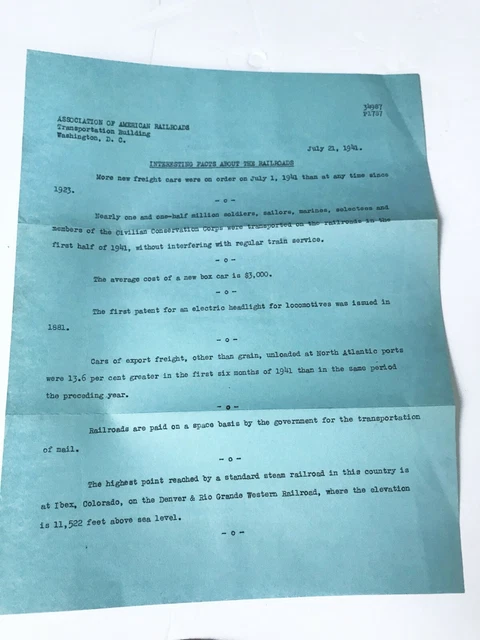 34987
P1727
ASSOCIATION OF AMERICAN RAILROADS
Transportation Building
Washington, D. C.
July 21, 1941.
INTERESTING FACTS ABOUT THE RAILROADS
More new freight cars were on order on July 1, 1941 than at any time since
1923.
- o -
Nearly one and one-half million soldiers, sailors, marines, selectees and
members of the Civilian Conservation Corps were transported on the railroads in the
first half of 1941, without interfering with regular train service.
- o -
The average cost of a new box car is $3,000.
- o -
The first patent for an electric headlight for locomotives was issued in
1881.
- o -
Cars of export freight, other than grain, unloaded at North Atlantic ports
were 13.6 per cent greater in the first six months of 1941 than in the same period
the preceding year.
- o -
Railroads are paid on a space basis by the government for the transportation
of mail.
- o -
The highest point reached by a standard steam railroad in this country is
at Ibex, Colorado, on the Denver & Rio Grande Western Railroad, where the elevation
is 11,522 feet above sea level.
- o -